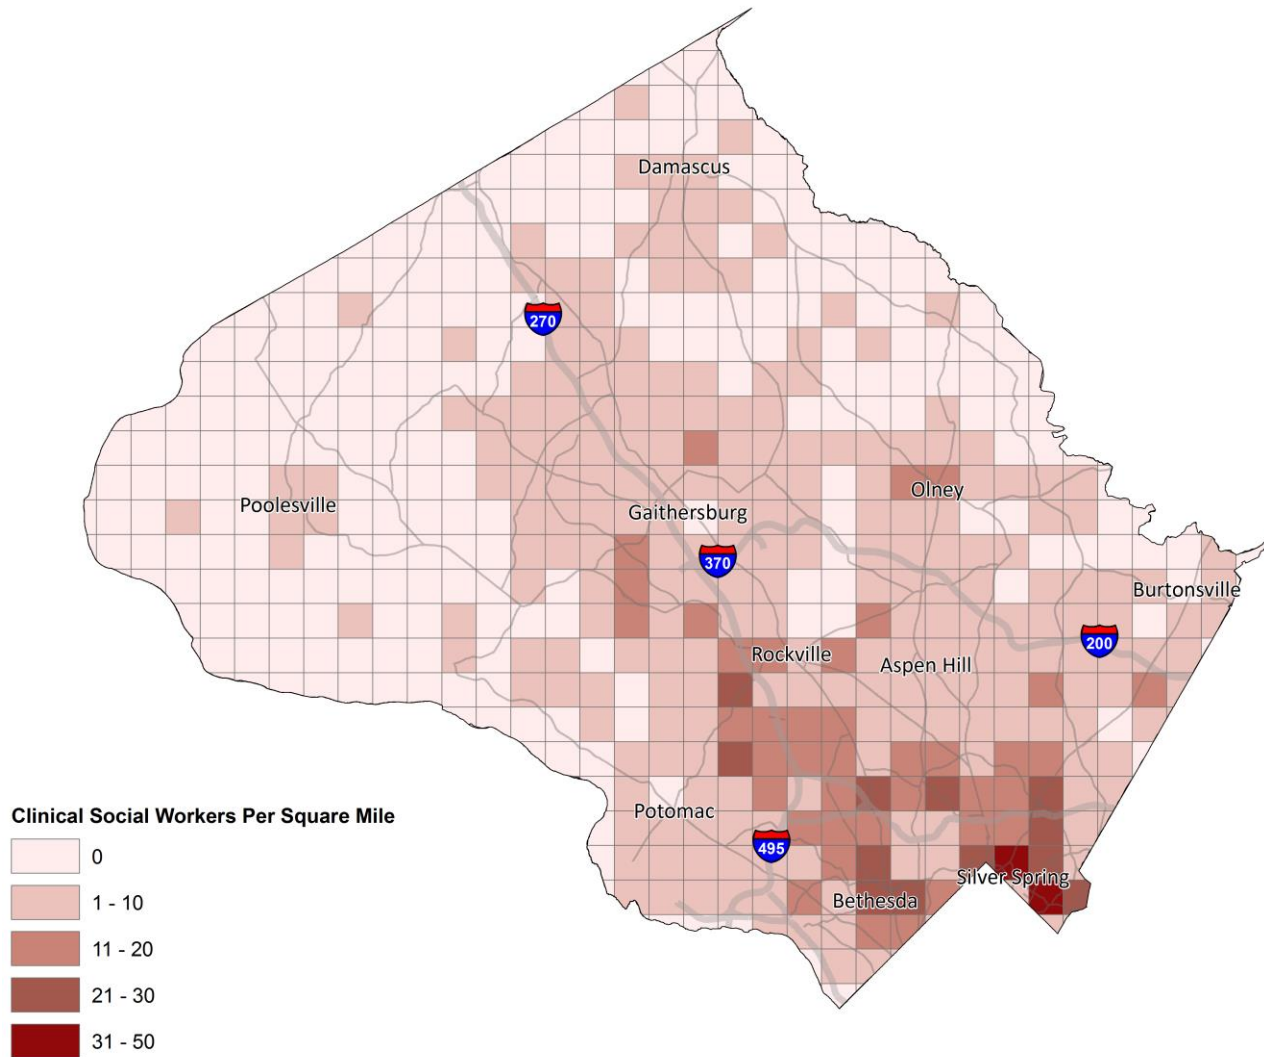 Damascus
270
Poolesville
Olney
Gaithersburg
370
Burtonsville
200
Rockville
Aspen Hill
Potomac
495
Silver Spring
Bethesda
Clinical Social Workers Per Square Mile
0
1 - 10
11 - 20
21 - 30
31 - 50